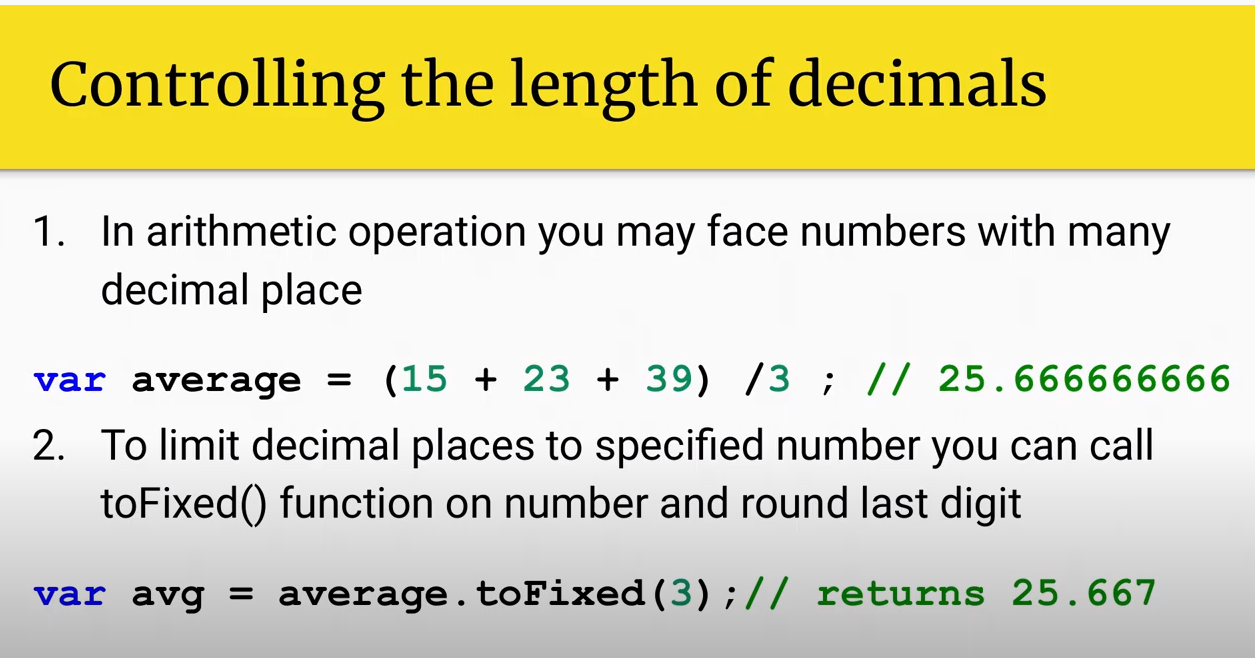 Controlling the length of decimals
1. In arithmetic operation you may face numbers with many
decimal place
var average = (15 + 23 + 39) /3 ; // 25.666666666
2. To limit decimal places to specified number you can call
toFixed() function on number and round last digit
var avg = average.toFixed(3);// returns 25.667